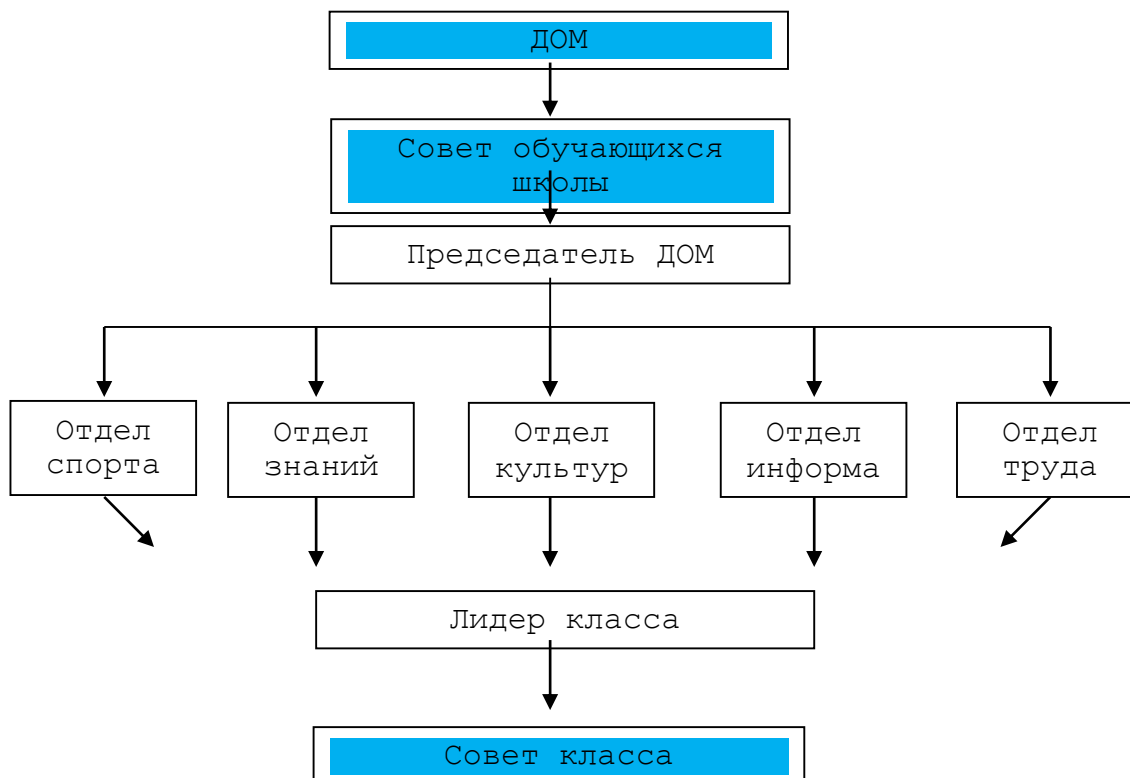 ДОМ
Совет обучающихся
школы
Председатель ДОМ
Отдел
спорта
Отдел
знаний
Отдел
культур
Отдел
информа
Отдел
труда
Лидер класса
Совет класса